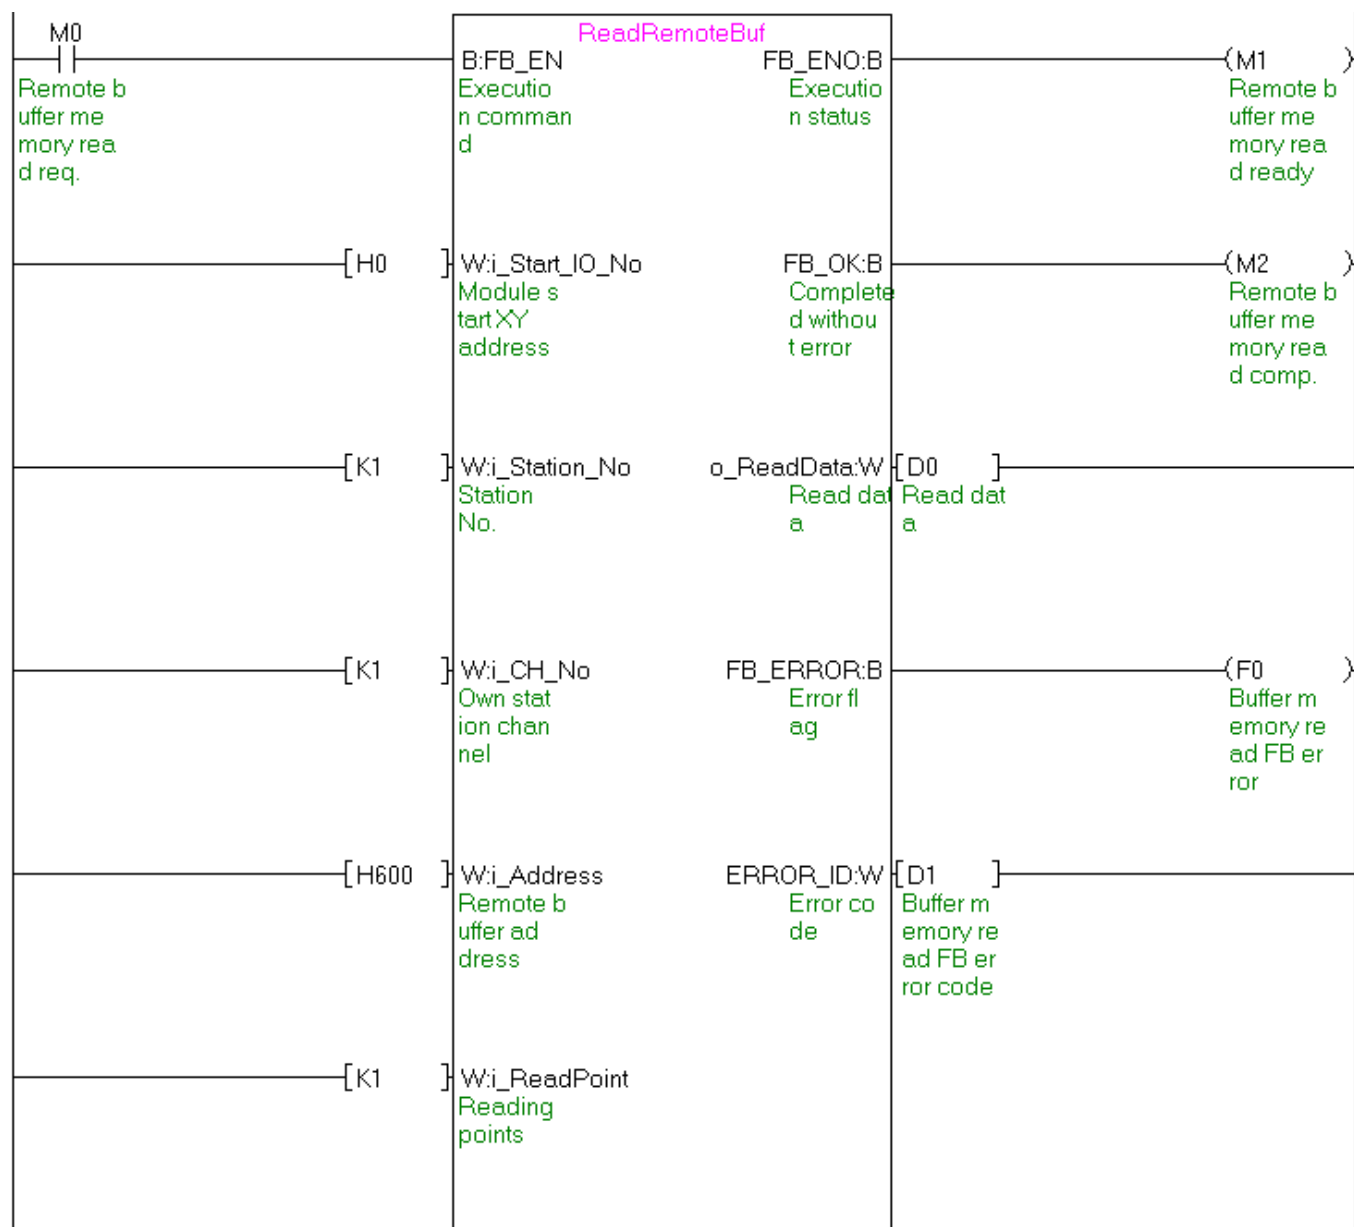 M0
ReadRemoteBuf
B:FB_EN FB_ENO:B (M1 )
Remote b Executio Executio Remote b
uffer me n comman n status uffer me
mory rea d mory rea
d req. d ready
[H0 ] W:i_Start_IO_No FB_OK:B (M2 )
Module s Complete Remote b
tart XY d withou uffer me
address t error mory rea
d comp.
[K1 ] W:i_Station_No o_ReadData:W [D0 ]
Station Read dat Read dat
No. a a
[K1 ] W:i_CH_No FB_ERROR:B (F0 )
Own stat Error fl Buffer m
ion chan ag emory re
nel ad FB er
ror
[H600 ] W:i_Address ERROR_ID:W [D1 ]
Remote b Error co Buffer m
uffer ad de emory re
dress ad FB er
ror code
[K1 ] W:i_ReadPoint
Reading
points